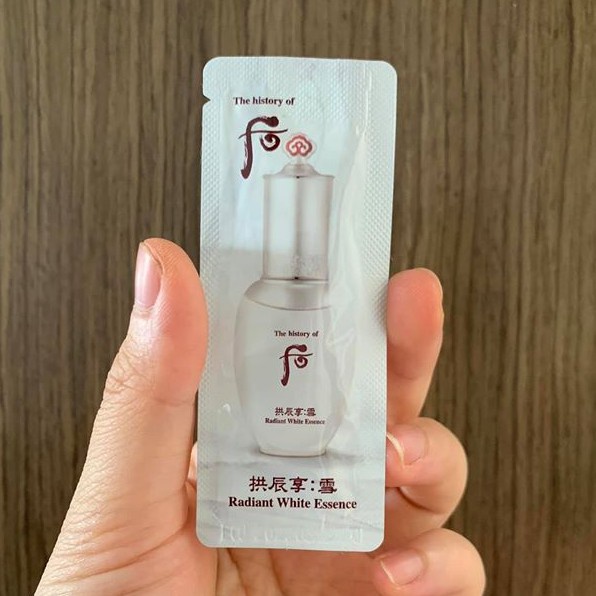 The history of
后
The history of
后
拱辰享:雪
Radiant White Essence
拱辰享:雪
Radiant White Essence